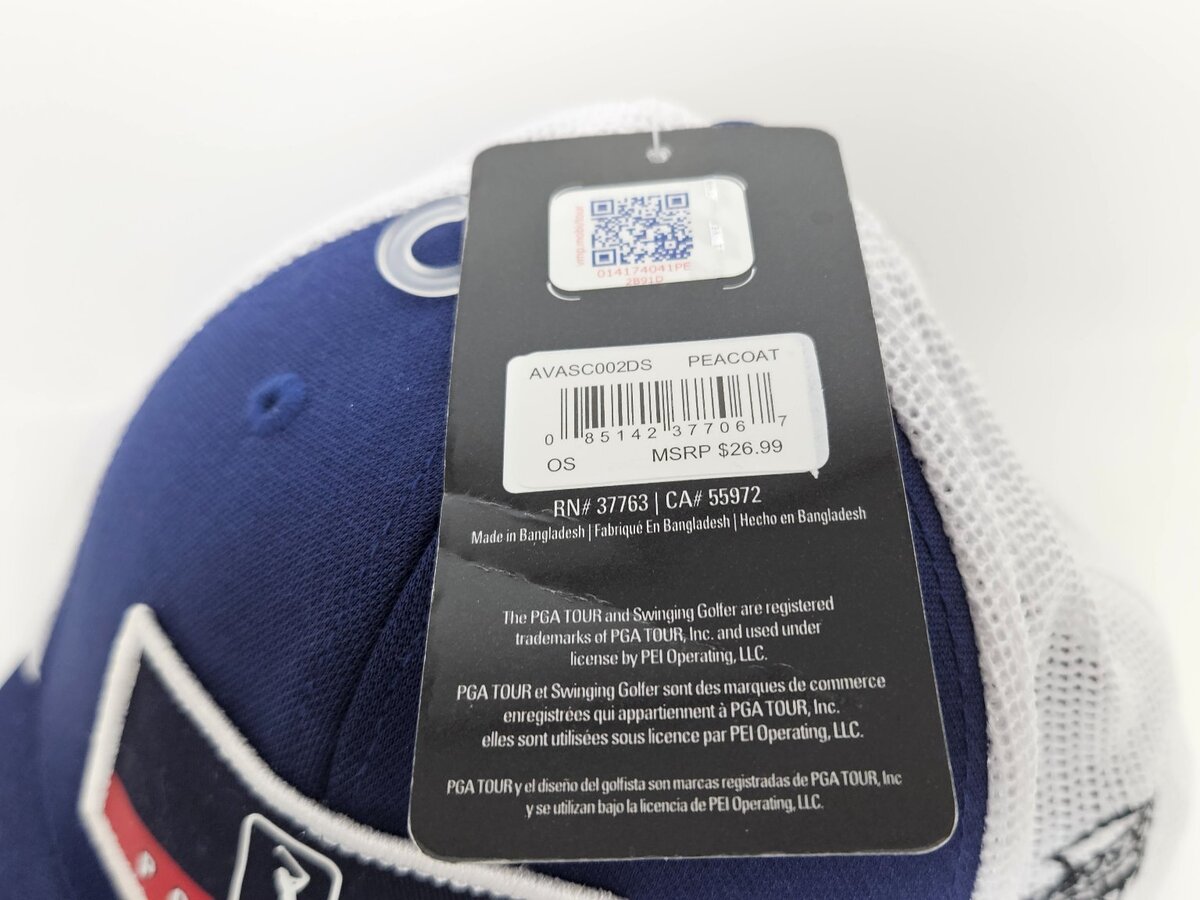 vmp.mobi/tour
014174041PE
2891D
AVASC002DS PEACOAT
0 85142 37706 7
OS MSRP $26.99
RN# 37763 | CA# 55972
Made in Bangladesh | Fabriqué En Bangladesh | Hecho en Bangladesh
The PGA TOUR and Swinging Golfer are registered
trademarks of PGA TOUR, Inc. and used under
license by PEI Operating, LLC.
PGA TOUR et Swinging Golfer sont des marques de commerce
enregistrées qui appartiennent à PGA TOUR, Inc.
elles sont utilisées sous licence par PEI Operating, LLC.
PGA TOUR y el diseño del golfista son marcas registradas de PGA TOUR, Inc
y se utilizan bajo la licencia de PEI Operating, LLC.